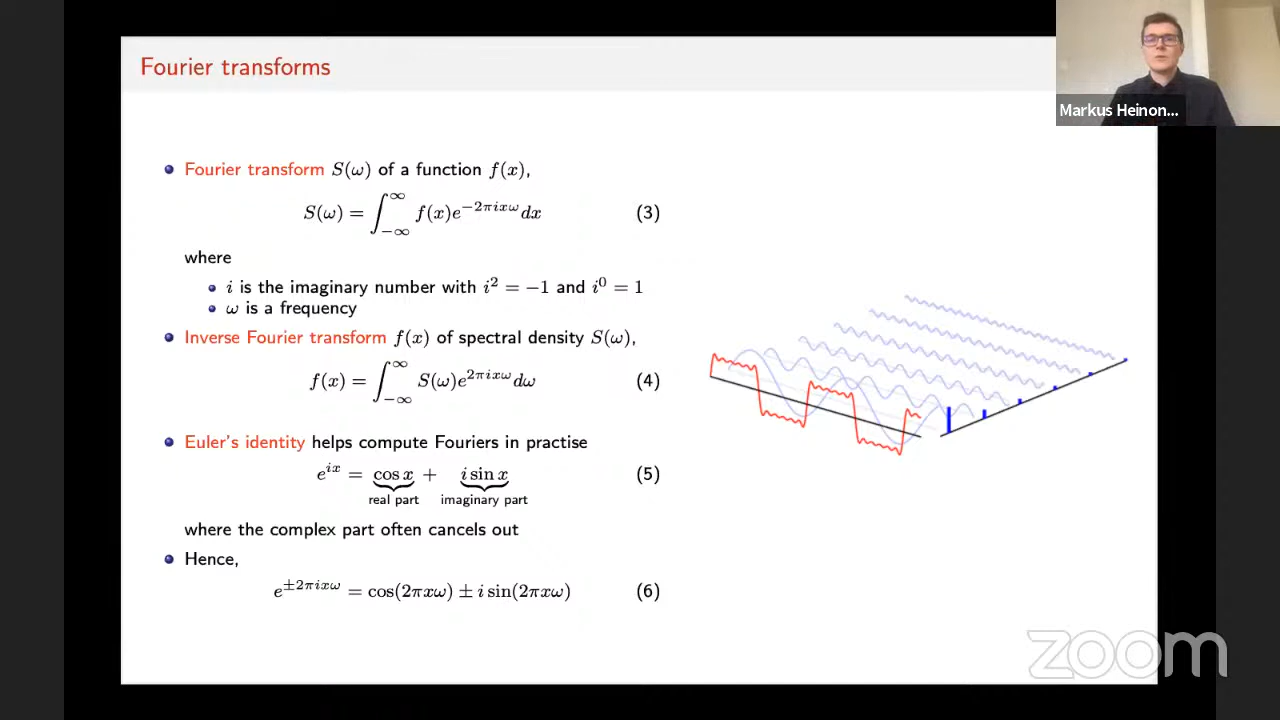 Fourier transforms
Markus Heinon...
Fourier transform S(ω) of a function f(x),
S(ω) = ∫_{−∞}^{∞} f(x)e^{−2πixω}dx (3)
where
i is the imaginary number with i² = −1 and i⁰ = 1
ω is a frequency
Inverse Fourier transform f(x) of spectral density S(ω),
f(x) = ∫_{−∞}^{∞} S(ω)e^{2πixω}dω (4)
Euler's identity helps compute Fouriers in practise
e^{ix} = cos x + i sin x (5)
real part imaginary part
where the complex part often cancels out
Hence,
e^{±2πixω} = cos(2πxω) ± i sin(2πxω) (6)
zoom